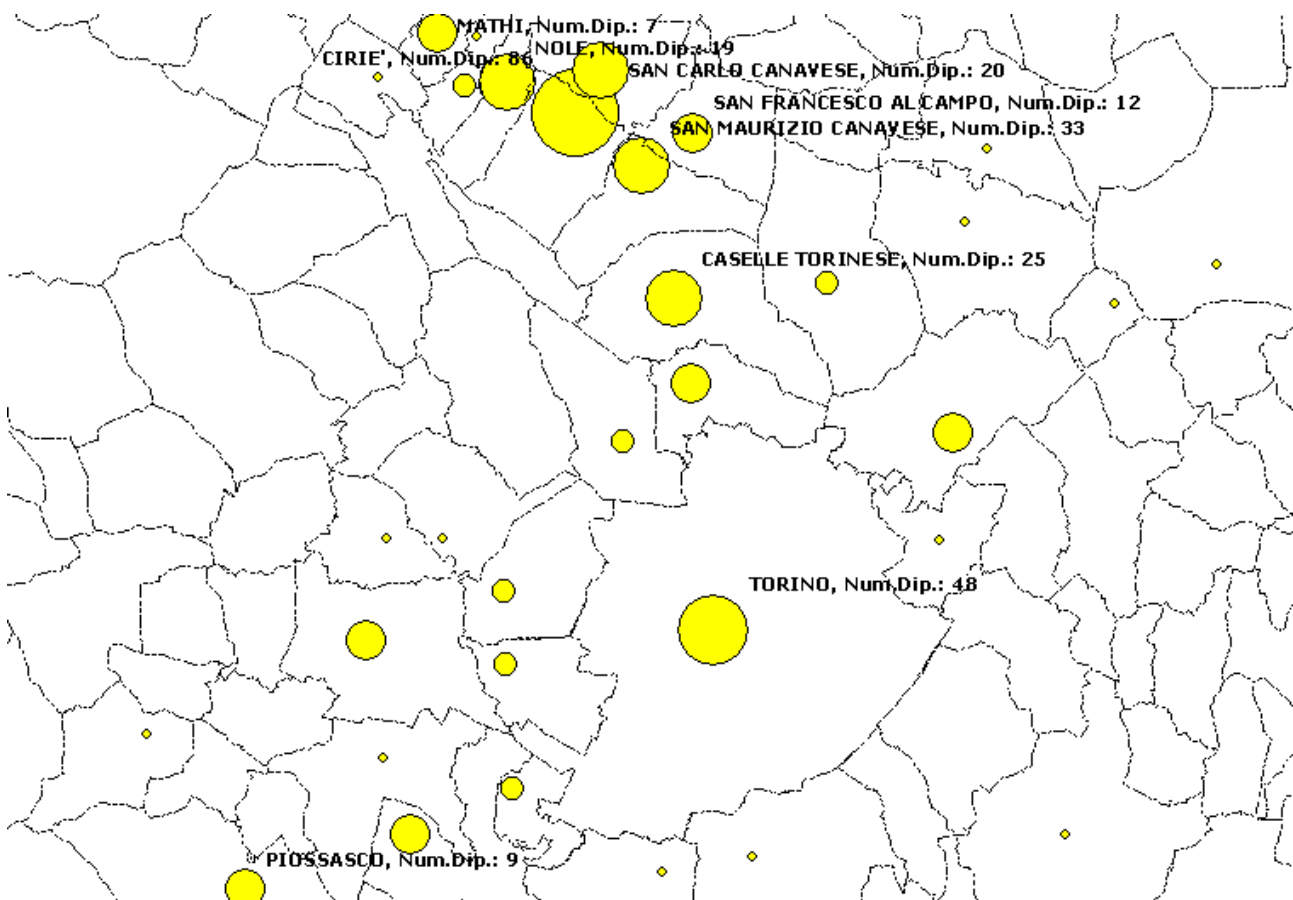 MATHI, Num.Dip.: 7
NOLE, Num.Dip.: 19
CIRIE', Num.Dip.: 86
SAN CARLO CANAVESE, Num.Dip.: 20
SAN FRANCESCO AL CAMPO, Num.Dip.: 12
SAN MAURIZIO CANAVESE, Num.Dip.: 33
CASELLE TORINESE, Num.Dip.: 25
TORINO, Num.Dip.: 48
PIOSSASCO, Num.Dip.: 9